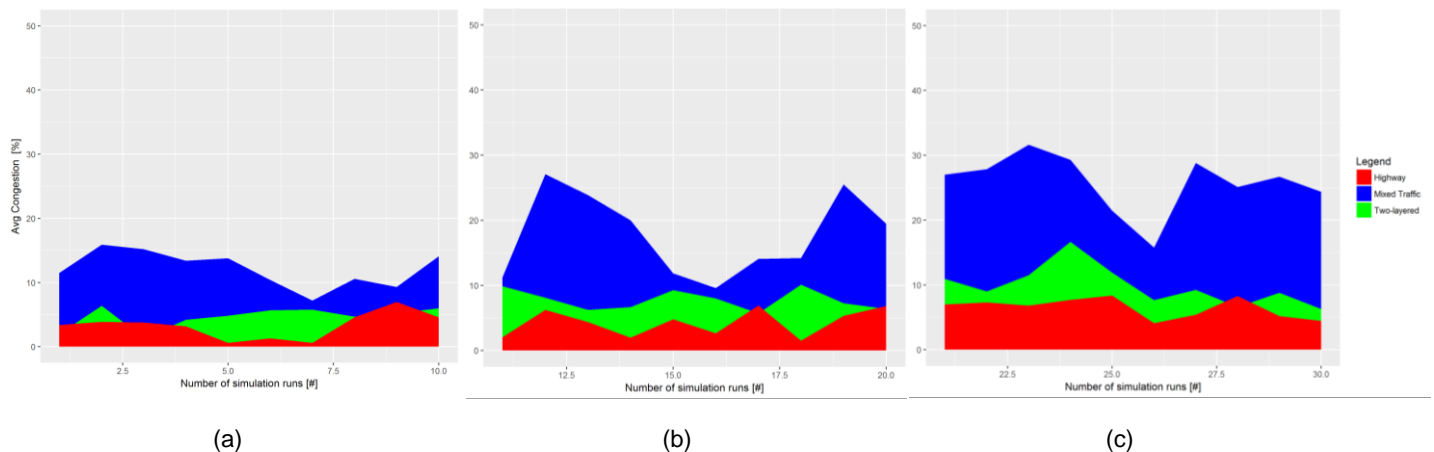 Avg Congestion [%]
50
40
30
20
10
0
2.5
5.0
7.5
10.0
Number of simulation runs [#]
(a)
50
40
30
20
10
0
12.5
15.0
17.5
20.0
Number of simulation runs [#]
(b)
50
40
30
20
10
0
22.5
25.0
27.5
30.0
Number of simulation runs [#]
(c)
Legend
Highway
Mixed Traffic
Two-layered